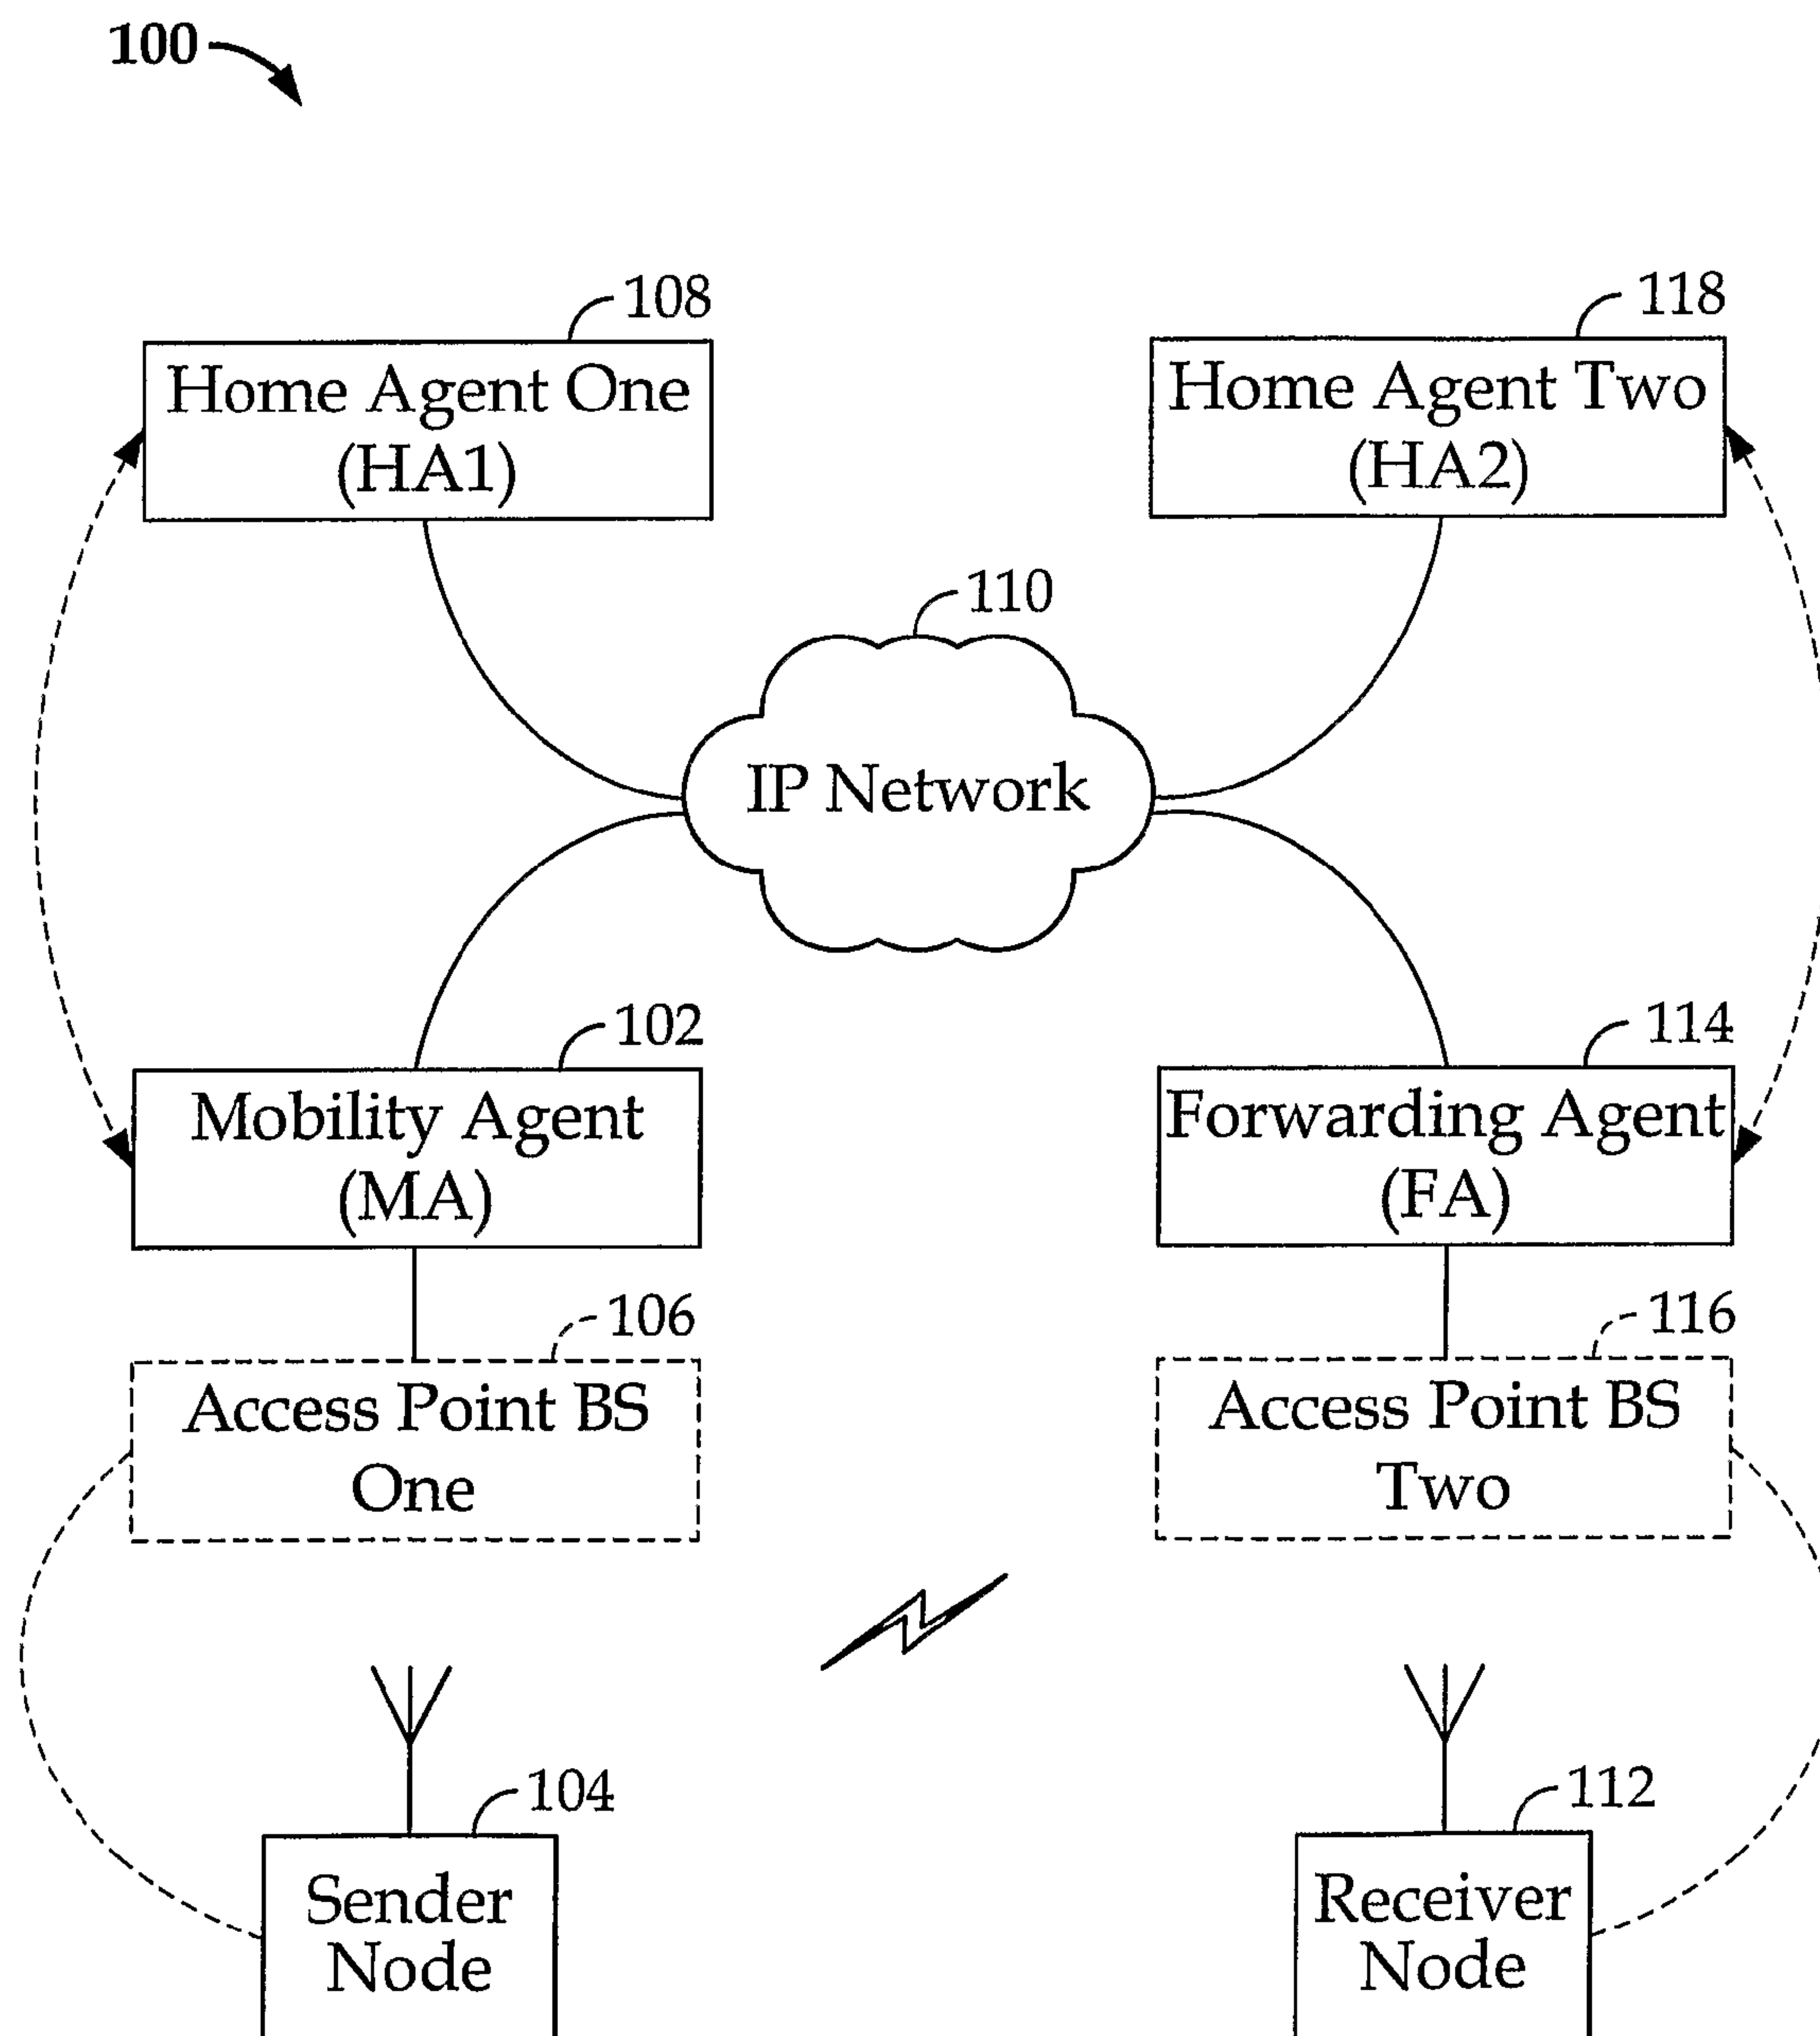 100
108
118
Home Agent One
(HA1)
Home Agent Two
(HA2)
110
IP Network
102
114
Mobility Agent
(MA)
Forwarding Agent
(FA)
106
116
Access Point BS
One
Access Point BS
Two
104
112
Sender
Node
Receiver
Node